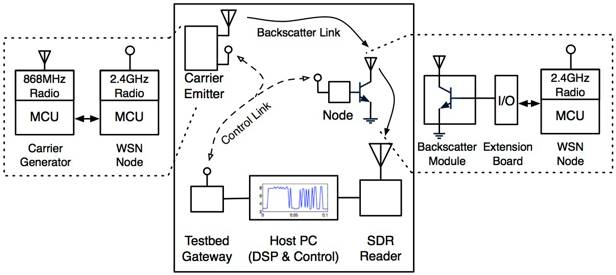 868MHz
Radio
MCU
Carrier
Generator
2.4GHz
Radio
MCU
WSN
Node
Carrier
Emitter
Backscatter Link
Control Link
Node
Testbed
Gateway
0
0.05
0.1
Host PC
(DSP & Control)
SDR
Reader
Backscatter
Module
I/O
Extension
Board
2.4GHz
Radio
MCU
WSN
Node